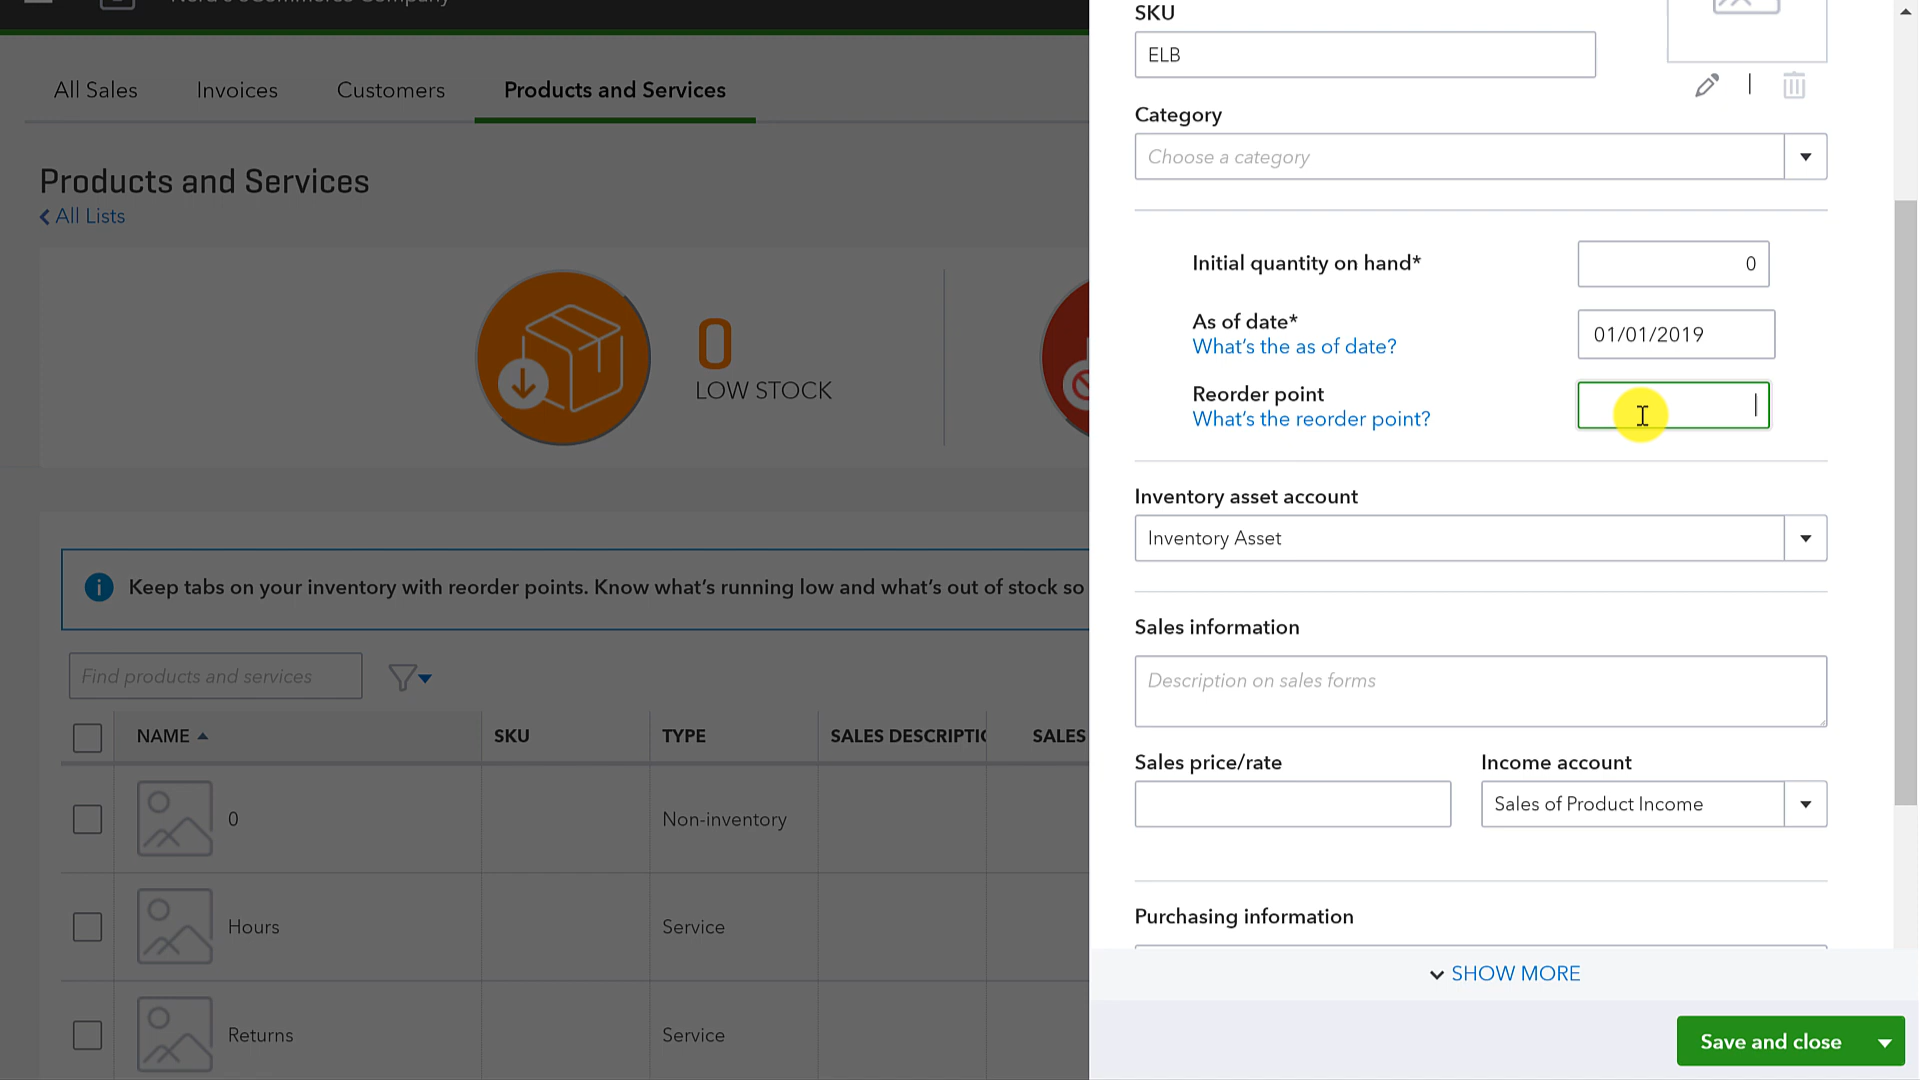 All Sales
Invoices
Customers
Products and Services
Products and Services
All Lists
0
LOW STOCK
Keep tabs on your inventory with reorder points. Know what's running low and what's out of stock so
Find products and services
NAME
SKU
TYPE
SALES DESCRIPTI
SALES
0
Non-inventory
Hours
Service
Returns
Service
SKU
ELB
Category
Choose a category
Initial quantity on hand*
0
As of date*
What's the as of date?
01/01/2019
Reorder point
What's the reorder point?
Inventory asset account
Inventory Asset
Sales information
Description on sales forms
Sales price/rate
Income account
Sales of Product Income
Purchasing information
SHOW MORE
Save and close